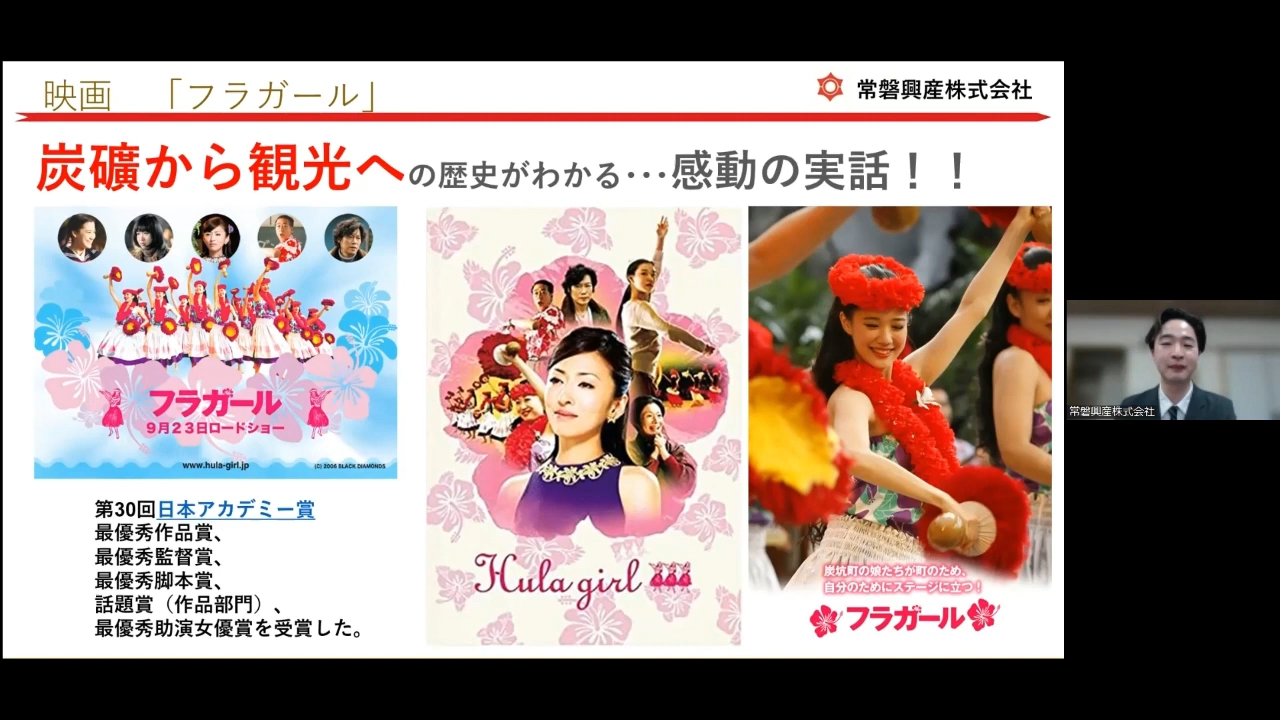 映画　「フラガール」
常磐興産株式会社
炭礦から観光への歴史がわかる･･･感動の実話！！
フラガール
9月23日ロードショー
www.hula-girl.jp
(C) 2006 BLACK DIAMONDS
第30回日本アカデミー賞
最優秀作品賞、
最優秀監督賞、
最優秀脚本賞、
話題賞（作品部門）、
最優秀助演女優賞を受賞した。
Hula girl
炭坑町の娘たちが町のため、
自分のためにステージに立つ！
フラガール
常磐興産株式会社